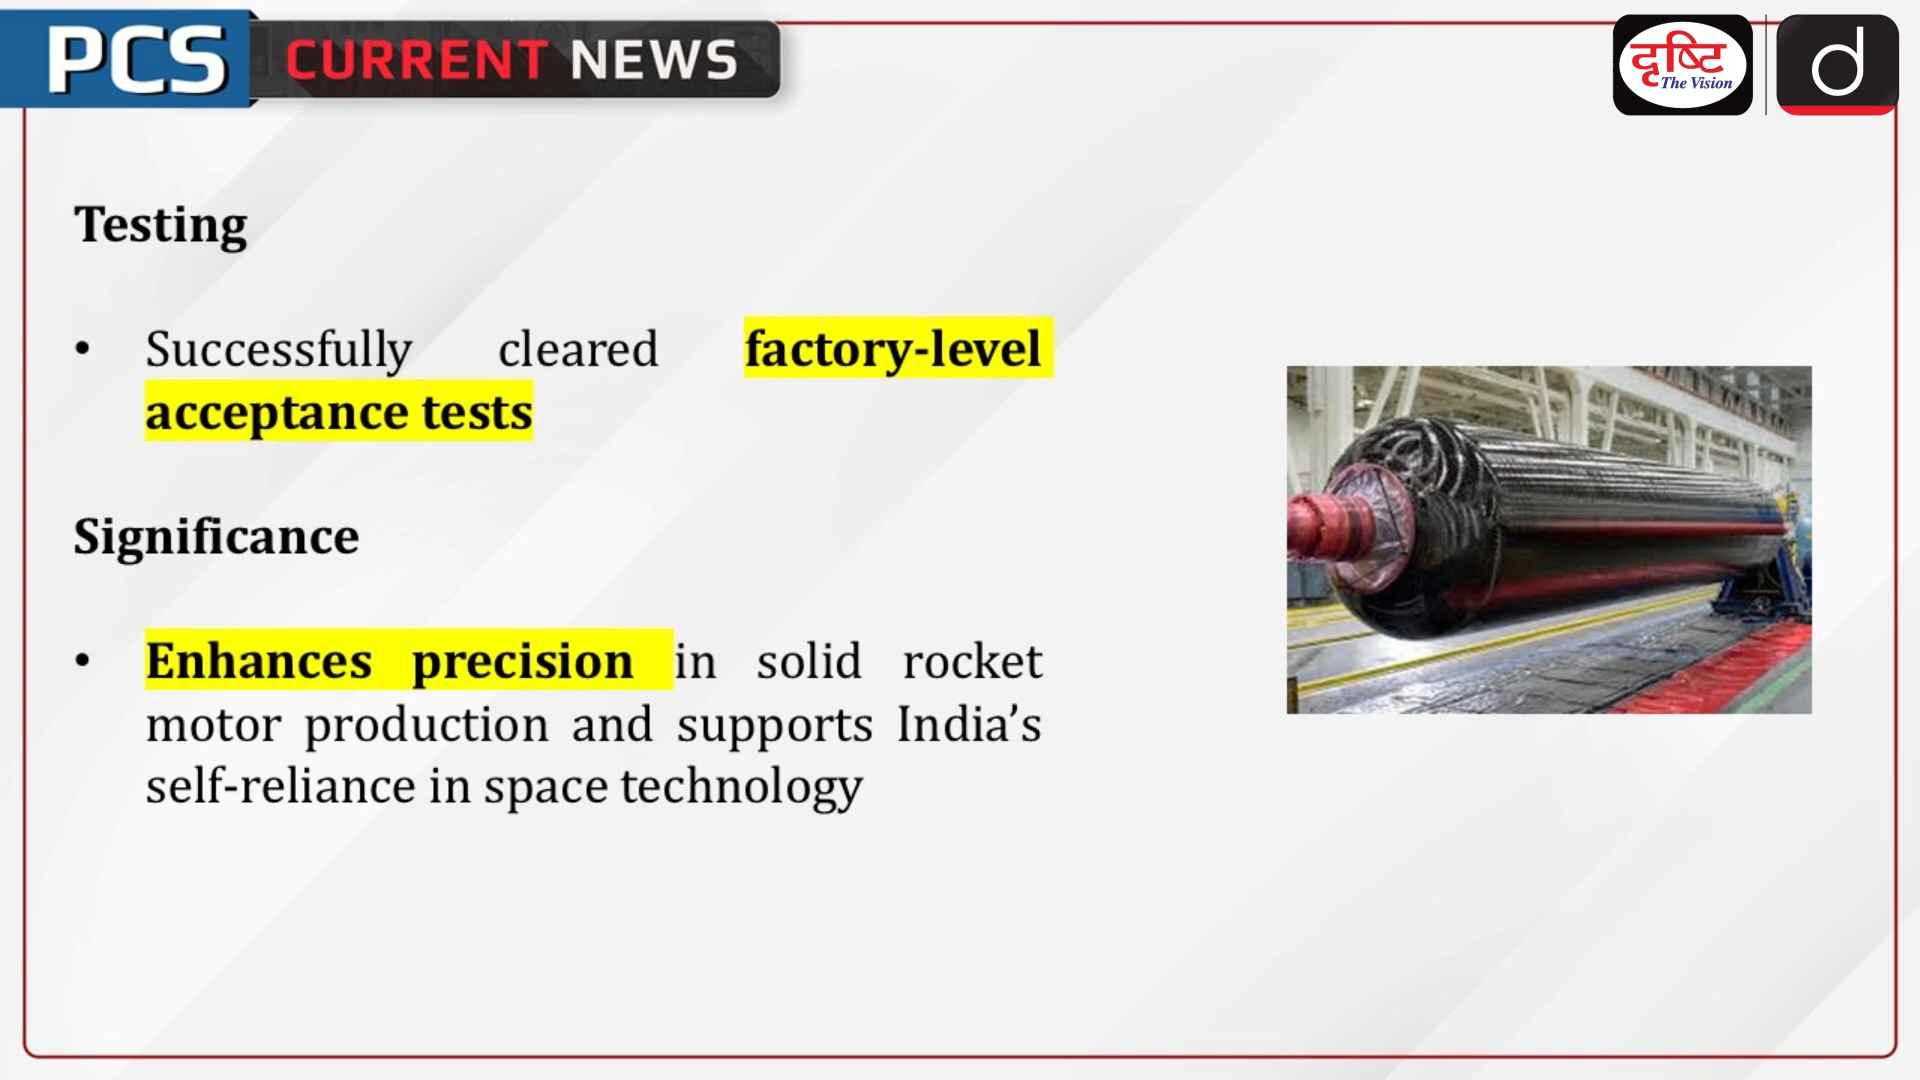 PCS CURRENT NEWS
दृष्टि
The Vision
d
Testing
• Successfully cleared factory-level
acceptance tests
Significance
• Enhances precision in solid rocket
motor production and supports India’s
self-reliance in space technology